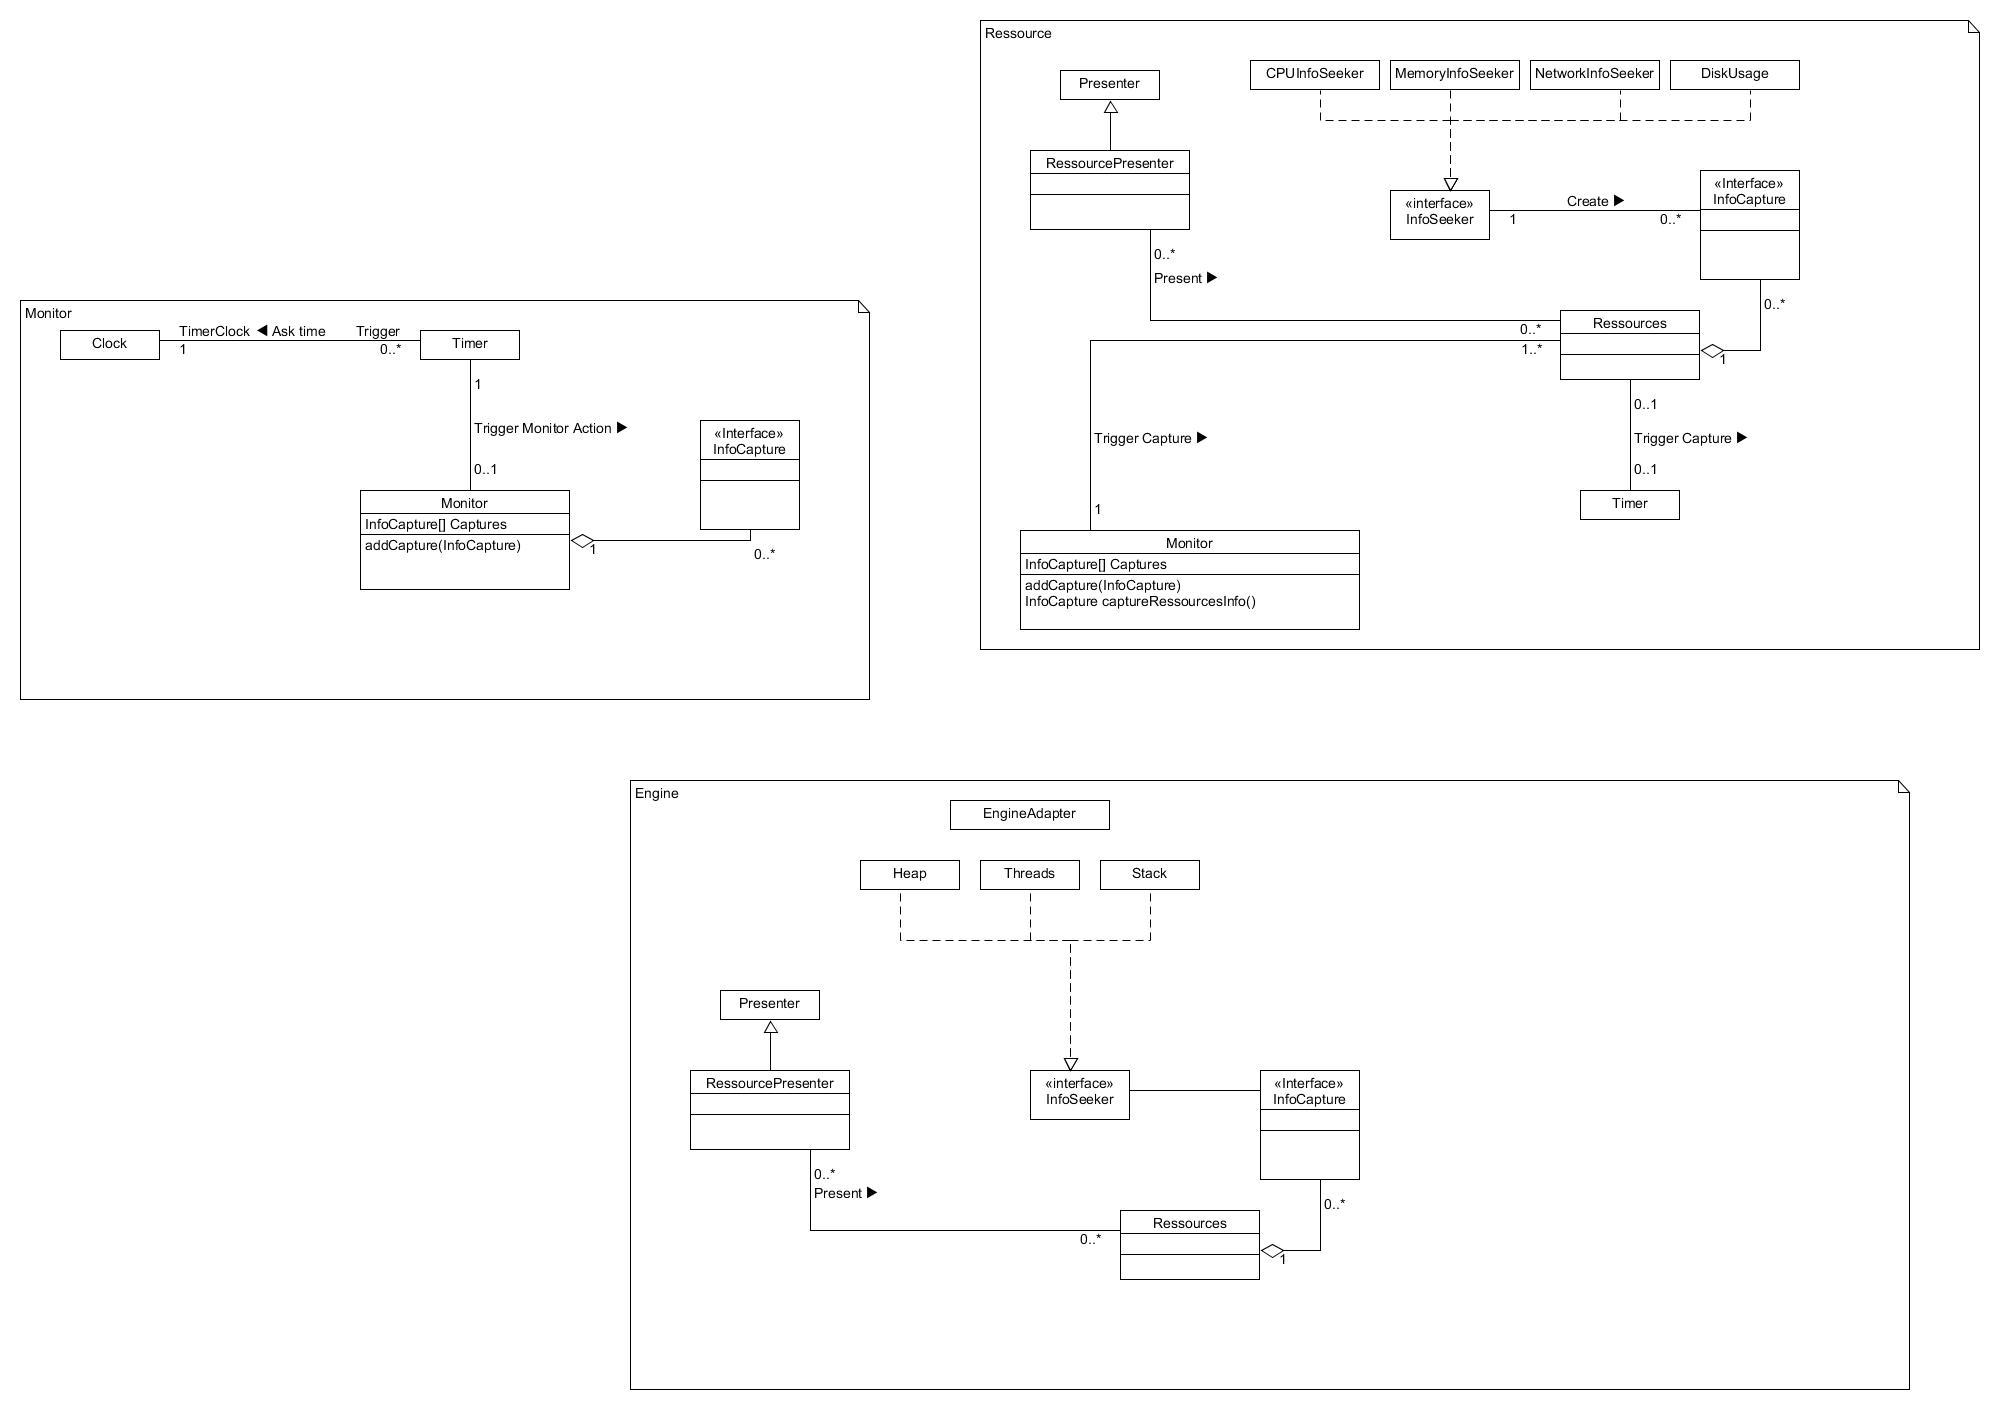 Ressource
Presenter
CPUInfoSeeker
MemoryInfoSeeker
NetworkInfoSeeker
DiskUsage
RessourcePresenter
«interface»
InfoSeeker
Create ▶
1
0..*
«Interface»
InfoCapture
0..*
Present ▶
0..*
0..*
1..*
Ressources
1
Trigger Capture ▶
1
0..1
Trigger Capture ▶
0..1
Timer
Monitor
InfoCapture[] Captures
addCapture(InfoCapture)
InfoCapture captureRessourcesInfo()
Monitor
Clock
TimerClock ◀ Ask time Trigger
1
0..*
Timer
1
Trigger Monitor Action ▶
0..1
«Interface»
InfoCapture
Monitor
InfoCapture[] Captures
addCapture(InfoCapture)
1
0..*
Engine
EngineAdapter
Heap
Threads
Stack
Presenter
RessourcePresenter
«interface»
InfoSeeker
«Interface»
InfoCapture
0..*
Present ▶
0..*
0..*
Ressources
1